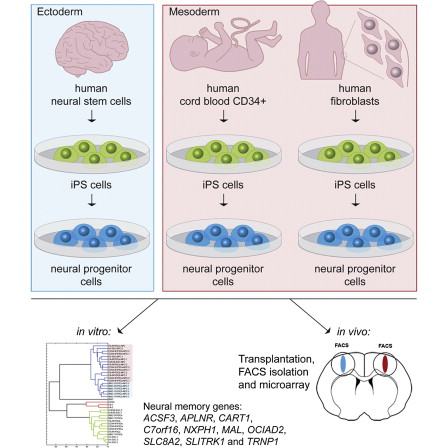 Ectoderm
Mesoderm
human
neural stem cells
human
cord blood CD34+
human
fibroblasts
iPS cells
iPS cells
iPS cells
neural progenitor
cells
neural progenitor
cells
neural progenitor
cells
in vitro:
in vivo:
FACS
FACS
Transplantation,
FACS isolation
and microarray
Neural memory genes:
ACSF3, APLNR, CART1,
C7orf16, NXPH1, MAL, OCIAD2,
SLC8A2, SLITRK1 and TRNP1